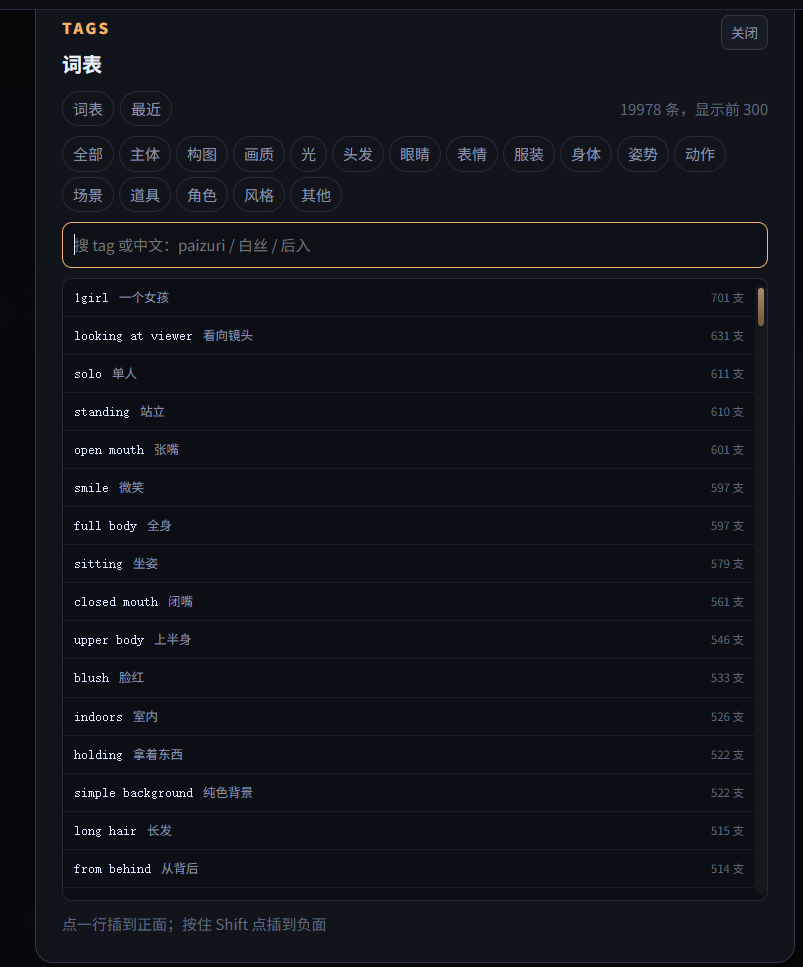 TAGS
关闭
词表
词表 最近 19978 条，显示前 300
全部 主体 构图 画质 光 头发 眼睛 表情 服装 身体 姿势 动作
场景 道具 角色 风格 其他
搜 tag 或中文：paizuri / 白丝 / 后入
1girl 一个女孩 701 支
looking at viewer 看向镜头 631 支
solo 单人 611 支
standing 站立 610 支
open mouth 张嘴 601 支
smile 微笑 597 支
full body 全身 597 支
sitting 坐姿 579 支
closed mouth 闭嘴 561 支
upper body 上半身 546 支
blush 脸红 533 支
indoors 室内 526 支
holding 拿着东西 522 支
simple background 纯色背景 522 支
long hair 长发 515 支
from behind 从背后 514 支
点一行插到正面；按住 Shift 点插到负面